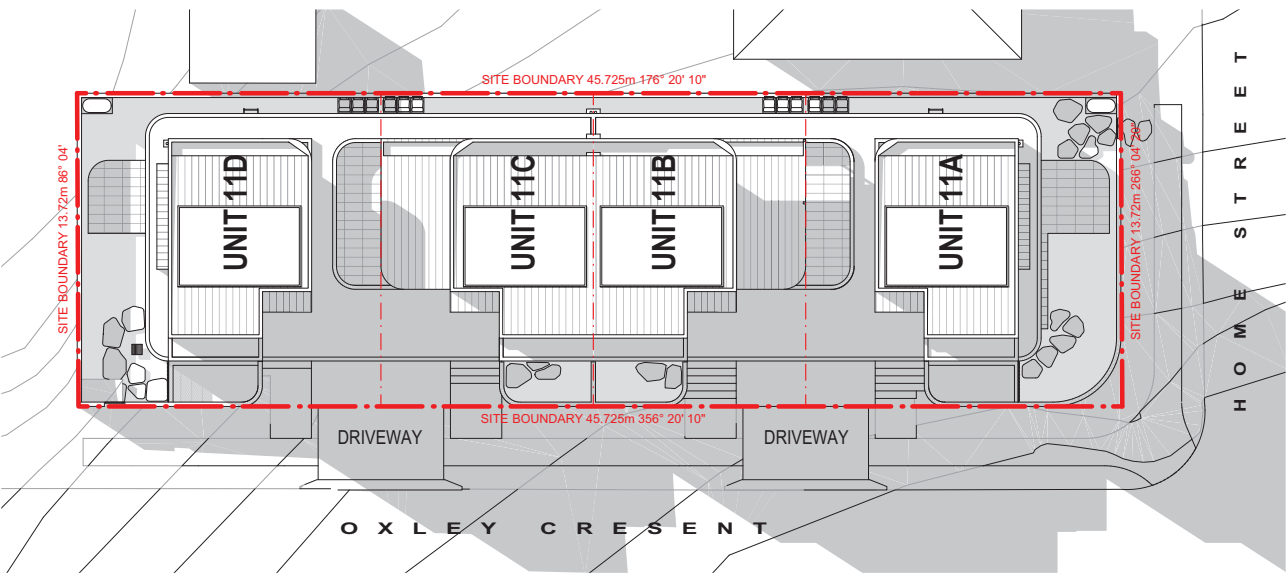 SITE BOUNDARY 45.725m 176° 20' 10"
HOME STREET
SITE BOUNDARY 13.72m 86° 04'
UNIT 11D
UNIT 11C
UNIT 11B
UNIT 11A
SITE BOUNDARY 13.72m 266° 04' 20"
SITE BOUNDARY 45.725m 356° 20' 10"
DRIVEWAY
DRIVEWAY
OXLEY CRESENT